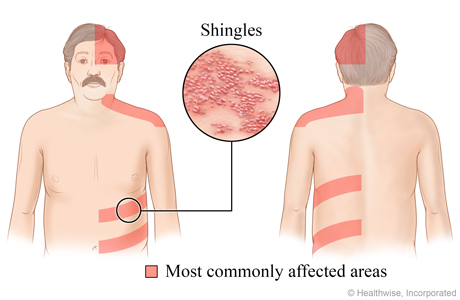 Shingles
Most commonly affected areas
© Healthwise, Incorporated